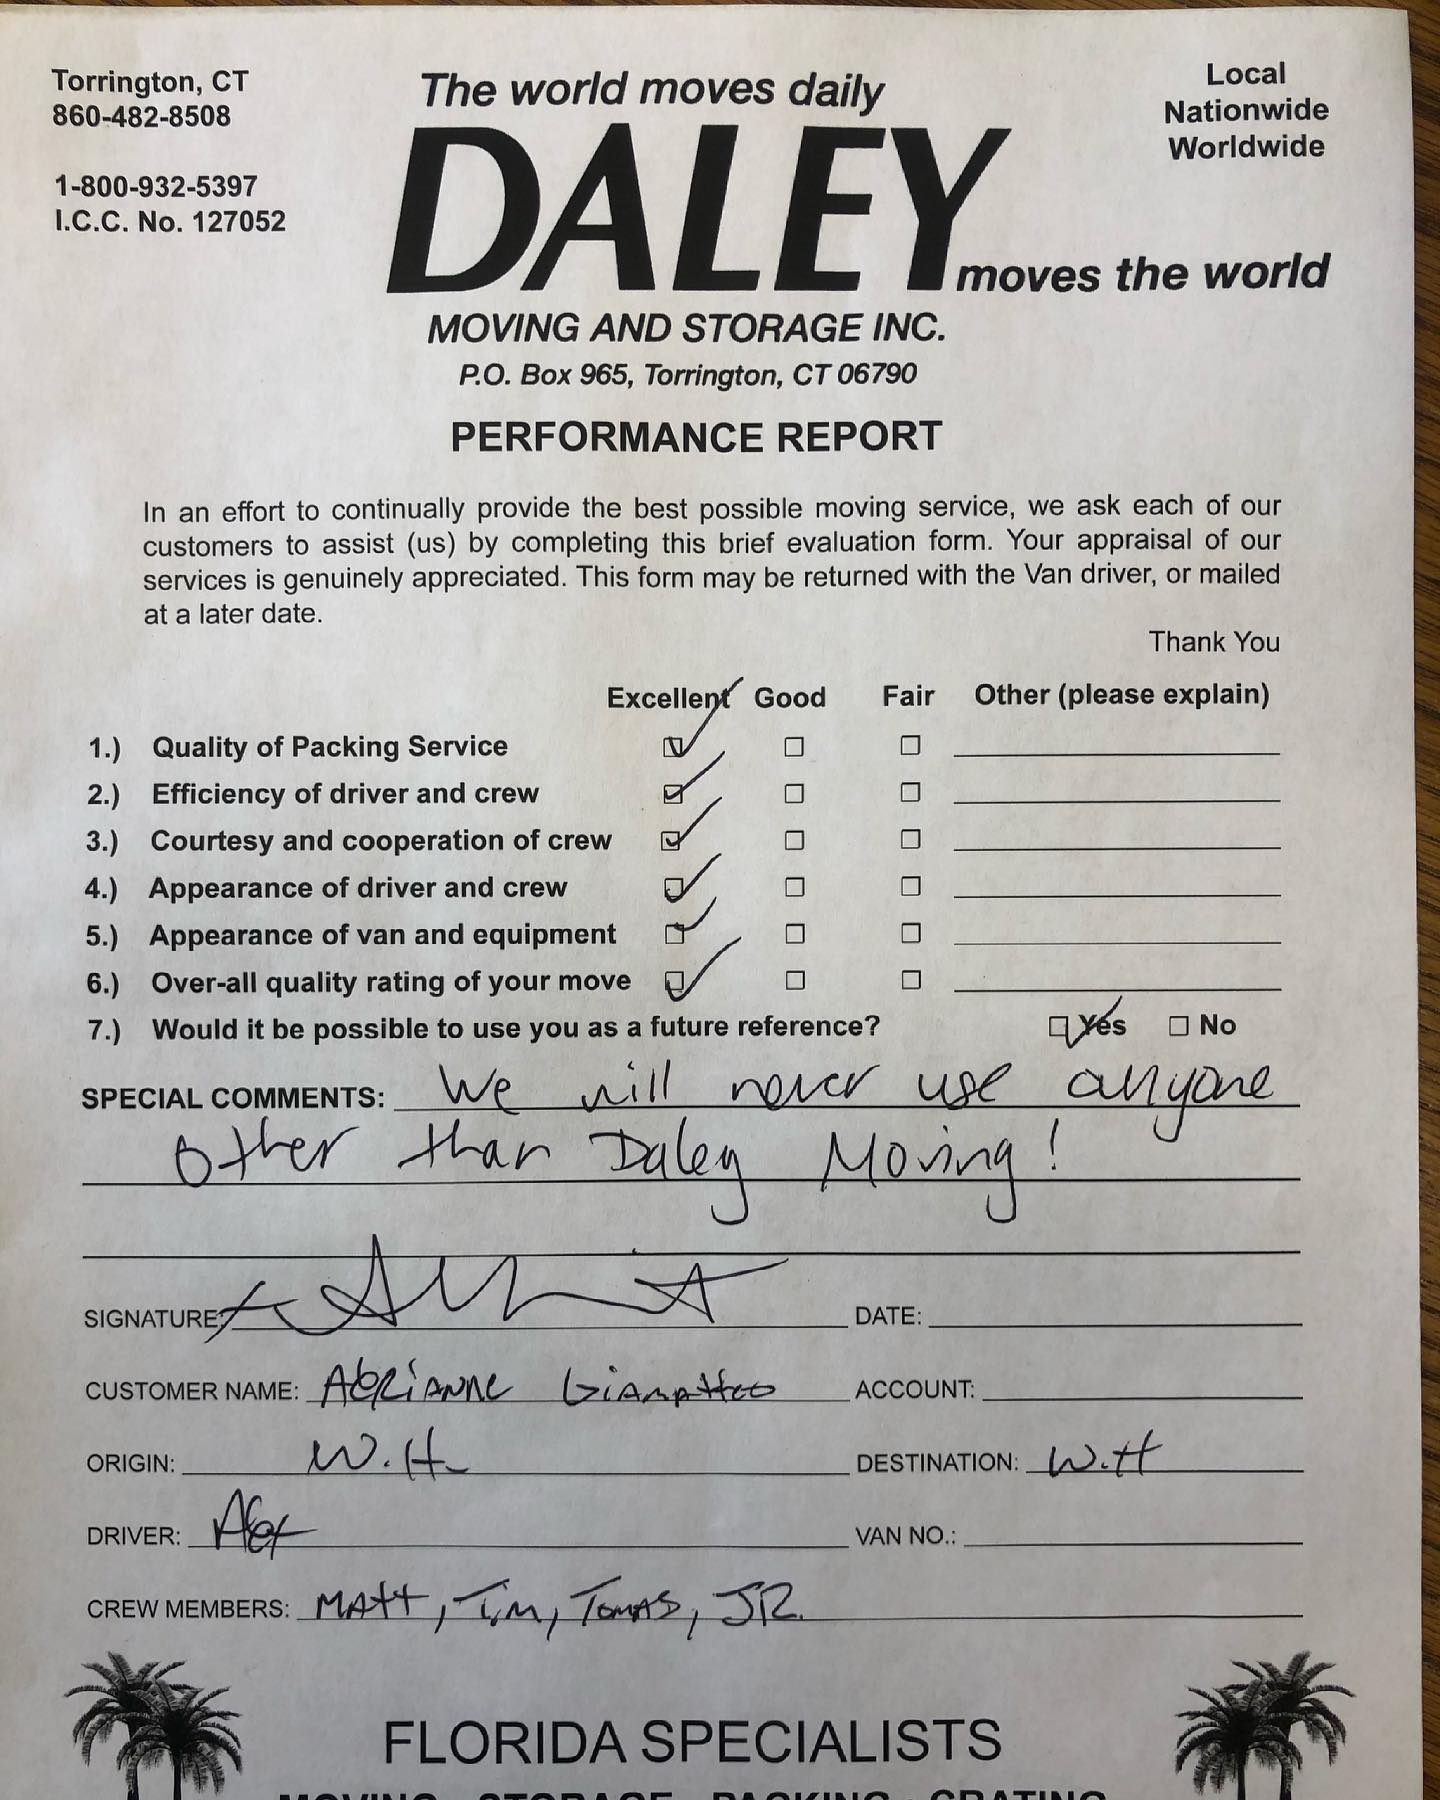 Torrington, CT
860-482-8508
1-800-932-5397
I.C.C. No. 127052
The world moves daily
DALEY moves the world
MOVING AND STORAGE INC.
P.O. Box 965, Torrington, CT 06790
Local
Nationwide
Worldwide
PERFORMANCE REPORT
In an effort to continually provide the best possible moving service, we ask each of our
customers to assist (us) by completing this brief evaluation form. Your appraisal of our
services is genuinely appreciated. This form may be returned with the Van driver, or mailed
at a later date.
Thank You
Excellent Good Fair Other (please explain)
1.) Quality of Packing Service
2.) Efficiency of driver and crew
3.) Courtesy and cooperation of crew
4.) Appearance of driver and crew
5.) Appearance of van and equipment
6.) Over-all quality rating of your move
7.) Would it be possible to use you as a future reference? Yes No
SPECIAL COMMENTS: We will never use anyone
other than Daley Moving!
SIGNATURE: DATE:
CUSTOMER NAME: Giamatteo ACCOUNT:
ORIGIN: W.H. DESTINATION: W.H
DRIVER: VAN NO.:
CREW MEMBERS: MATT, Tim, TOMAS, JR.
FLORIDA SPECIALISTS
MOVING · STORAGE · PACKING · CRATING